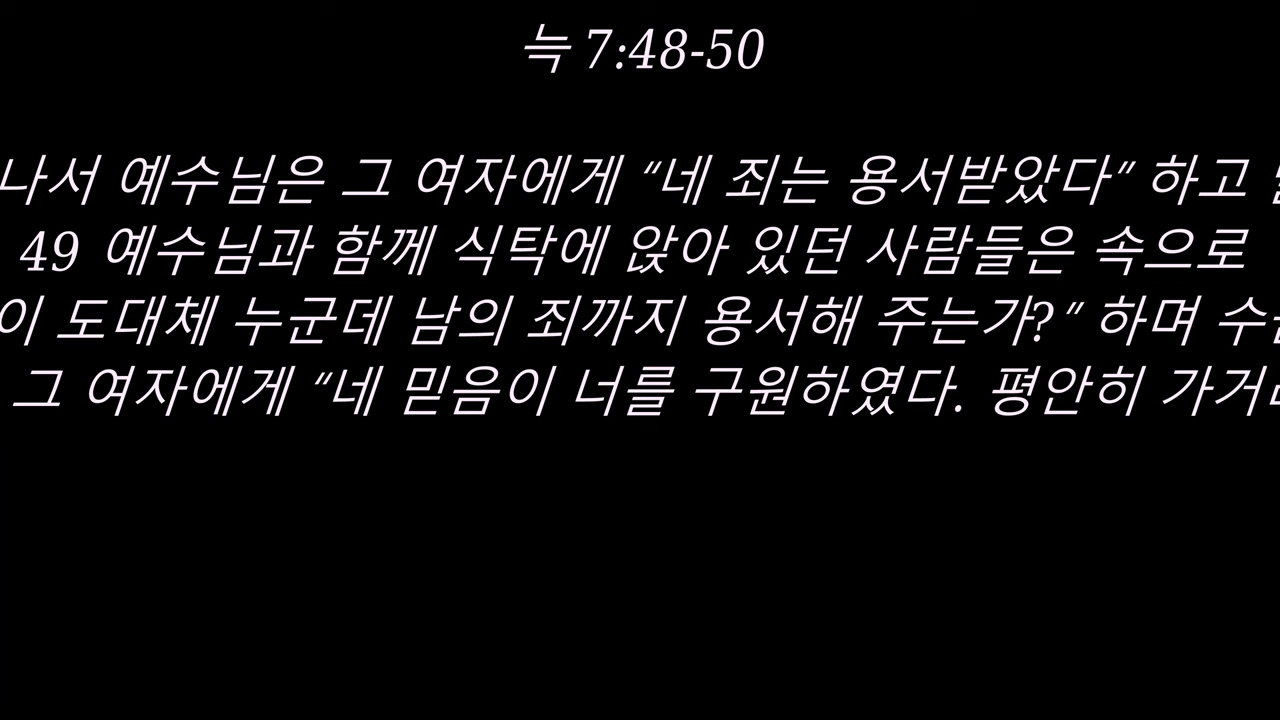 늑 7:48-50
나서 예수님은 그 여자에게 “네 죄는 용서받았다” 하고
49 예수님과 함께 식탁에 앉아 있던 사람들은 속으로
이 도대체 누군데 남의 죄까지 용서해 주는가?” 하며
그 여자에게 “네 믿음이 너를 구원하였다. 평안히